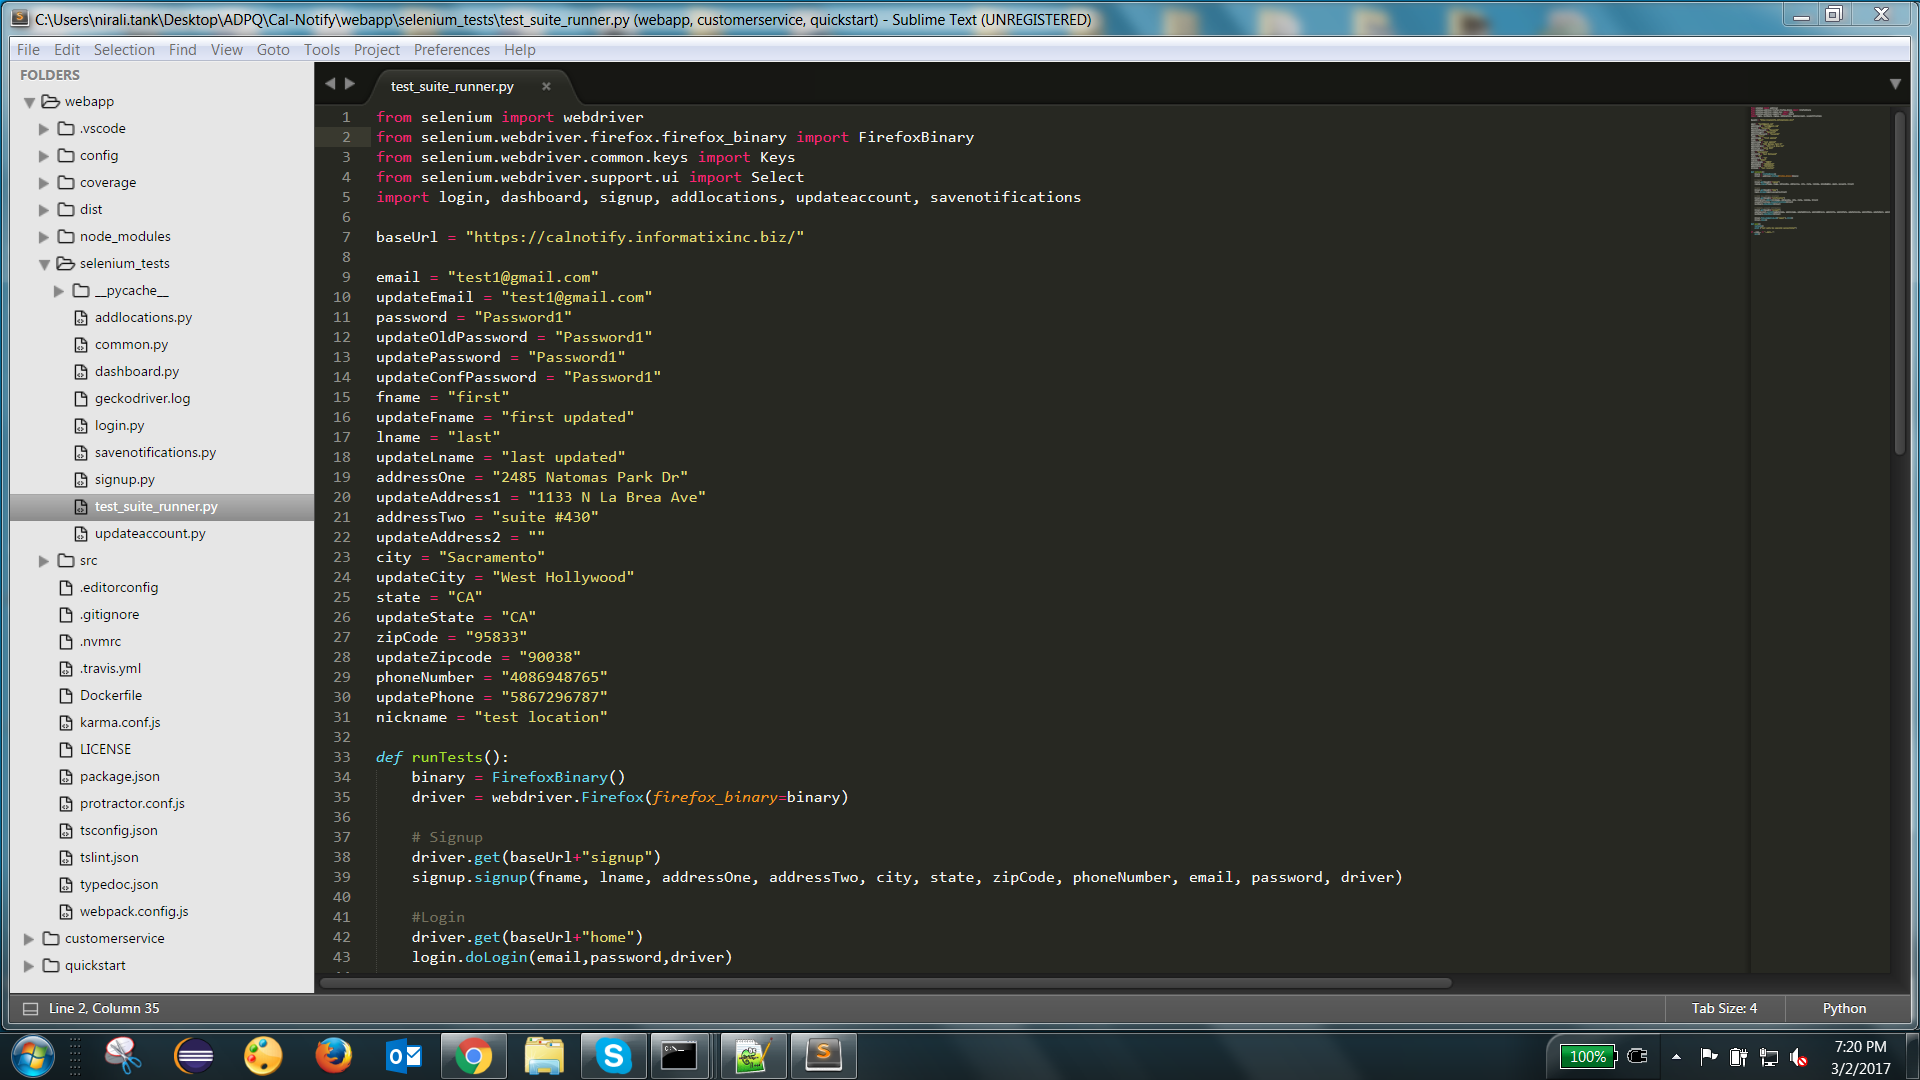 C:\Users\nirali.tank\Desktop\ADPQ\Cal-Notify\webapp\selenium_tests\test_suite_runner.py (webapp, customerservice, quickstart) - Sublime Text (UNREGISTERED)
File Edit Selection Find View Goto Tools Project Preferences Help
FOLDERS
webapp
.vscode
config
coverage
dist
node_modules
selenium_tests
__pycache__
addlocations.py
common.py
dashboard.py
geckodriver.log
login.py
savenotifications.py
signup.py
test_suite_runner.py
updateaccount.py
src
.editorconfig
.gitignore
.nvmrc
.travis.yml
Dockerfile
karma.conf.js
LICENSE
package.json
protractor.conf.js
tsconfig.json
tslint.json
typedoc.json
webpack.config.js
customerservice
quickstart
test_suite_runner.py
1 from selenium import webdriver
2 from selenium.webdriver.firefox.firefox_binary import FirefoxBinary
3 from selenium.webdriver.common.keys import Keys
4 from selenium.webdriver.support.ui import Select
5 import login, dashboard, signup, addlocations, updateaccount, savenotifications
6
7 baseUrl = "https://calnotify.informatixinc.biz/"
8
9 email = "test1@gmail.com"
10 updateEmail = "test1@gmail.com"
11 password = "Password1"
12 updateOldPassword = "Password1"
13 updatePassword = "Password1"
14 updateConfPassword = "Password1"
15 fname = "first"
16 updateFname = "first updated"
17 lname = "last"
18 updateLname = "last updated"
19 addressOne = "2485 Natomas Park Dr"
20 updateAddress1 = "1133 N La Brea Ave"
21 addressTwo = "suite #430"
22 updateAddress2 = ""
23 city = "Sacramento"
24 updateCity = "West Hollywood"
25 state = "CA"
26 updateState = "CA"
27 zipCode = "95833"
28 updateZipcode = "90038"
29 phoneNumber = "4086948765"
30 updatePhone = "5867296787"
31 nickname = "test location"
32
33 def runTests():
34 binary = FirefoxBinary()
35 driver = webdriver.Firefox(firefox_binary=binary)
36
37 # Signup
38 driver.get(baseUrl+"signup")
39 signup.signup(fname, lname, addressOne, addressTwo, city, state, zipCode, phoneNumber, email, password, driver)
40
41 #Login
42 driver.get(baseUrl+"home")
43 login.doLogin(email,password,driver)
Line 2, Column 35
Tab Size: 4
Python
100%
7:20 PM
3/2/2017